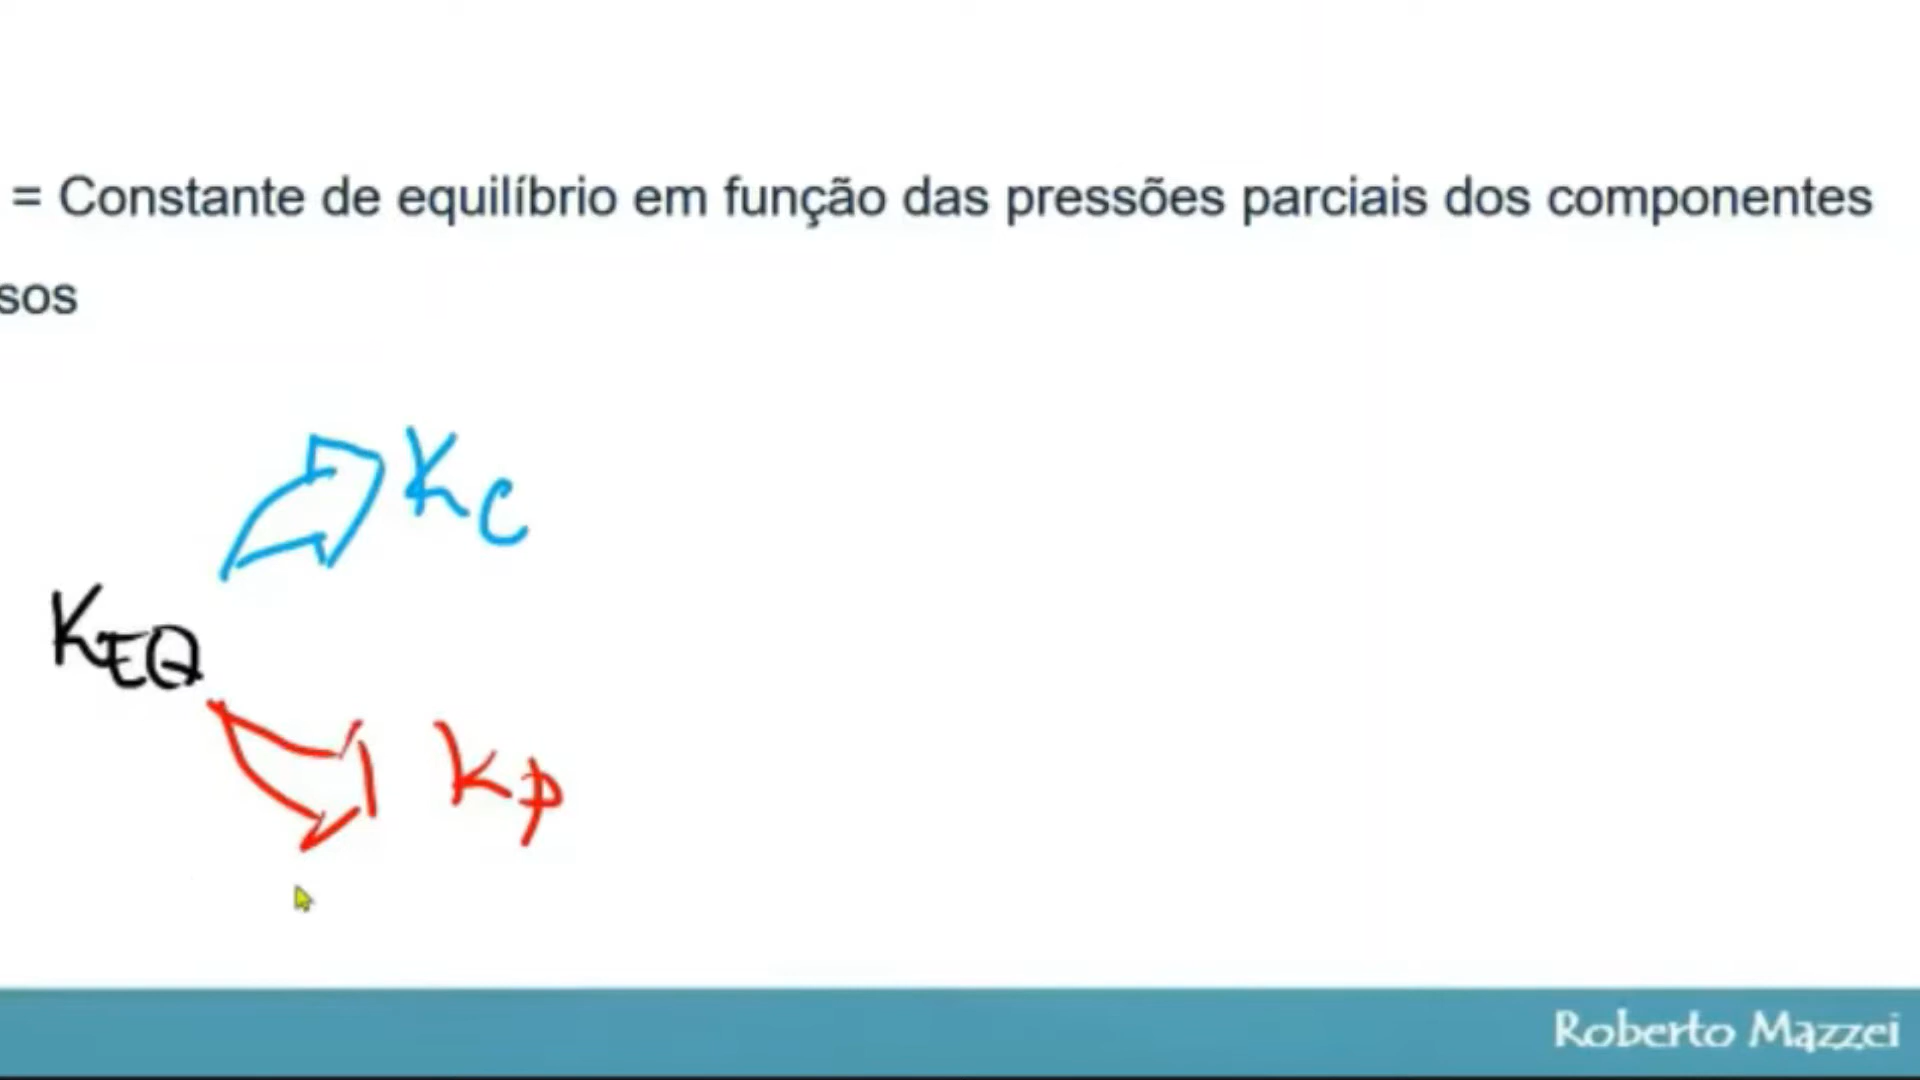 = Constante de equilíbrio em função das pressões parciais dos componentes
sos
Kc
KEQ
Kp
Roberto Mazzei